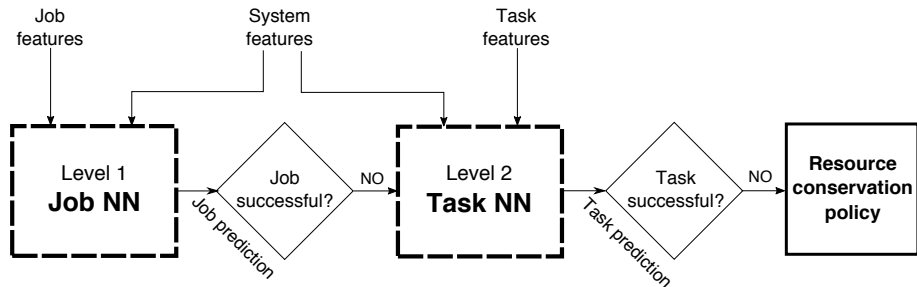 Job
features
System
features
Task
features
Level 1
Job NN
Job
successful?
Job prediction
NO
Level 2
Task NN
Task
successful?
Task prediction
NO
Resource
conservation
policy